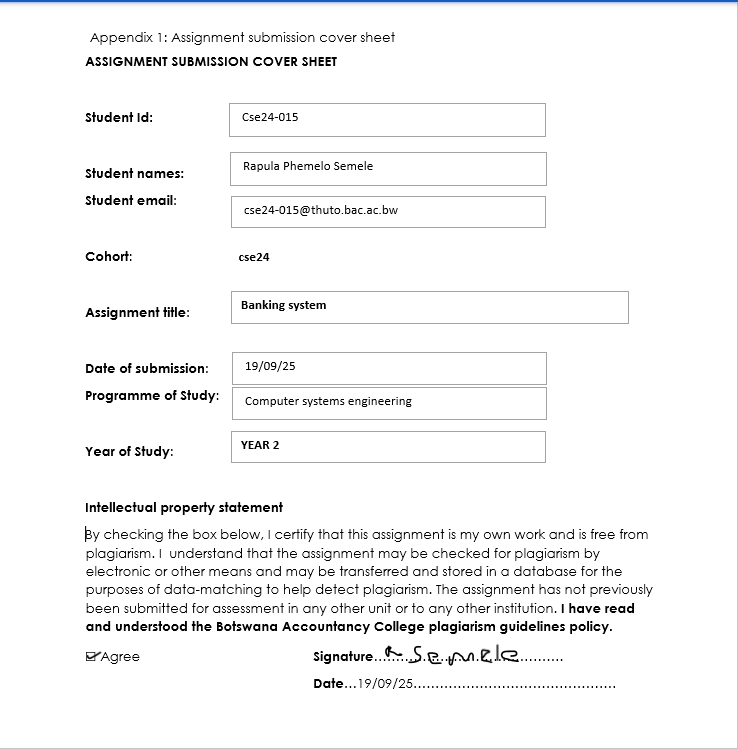 Appendix 1: Assignment submission cover sheet
ASSIGNMENT SUBMISSION COVER SHEET
Student Id: Cse24-015
Student names: Rapula Phemelo Semele
Student email: cse24-015@thuto.bac.ac.bw
Cohort: cse24
Assignment title: Banking system
Date of submission: 19/09/25
Programme of Study: Computer systems engineering
Year of Study: YEAR 2
Intellectual property statement
By checking the box below, I certify that this assignment is my own work and is free from
plagiarism. I  understand that the assignment may be checked for plagiarism by
electronic or other means and may be transferred and stored in a database for the
purposes of data-matching to help detect plagiarism. The assignment has not previously
been submitted for assessment in any other unit or to any other institution. I have read
and understood the Botswana Accountancy College plagiarism guidelines policy.
☑Agree Signature...R Semele..........
Date...19/09/25..................................................